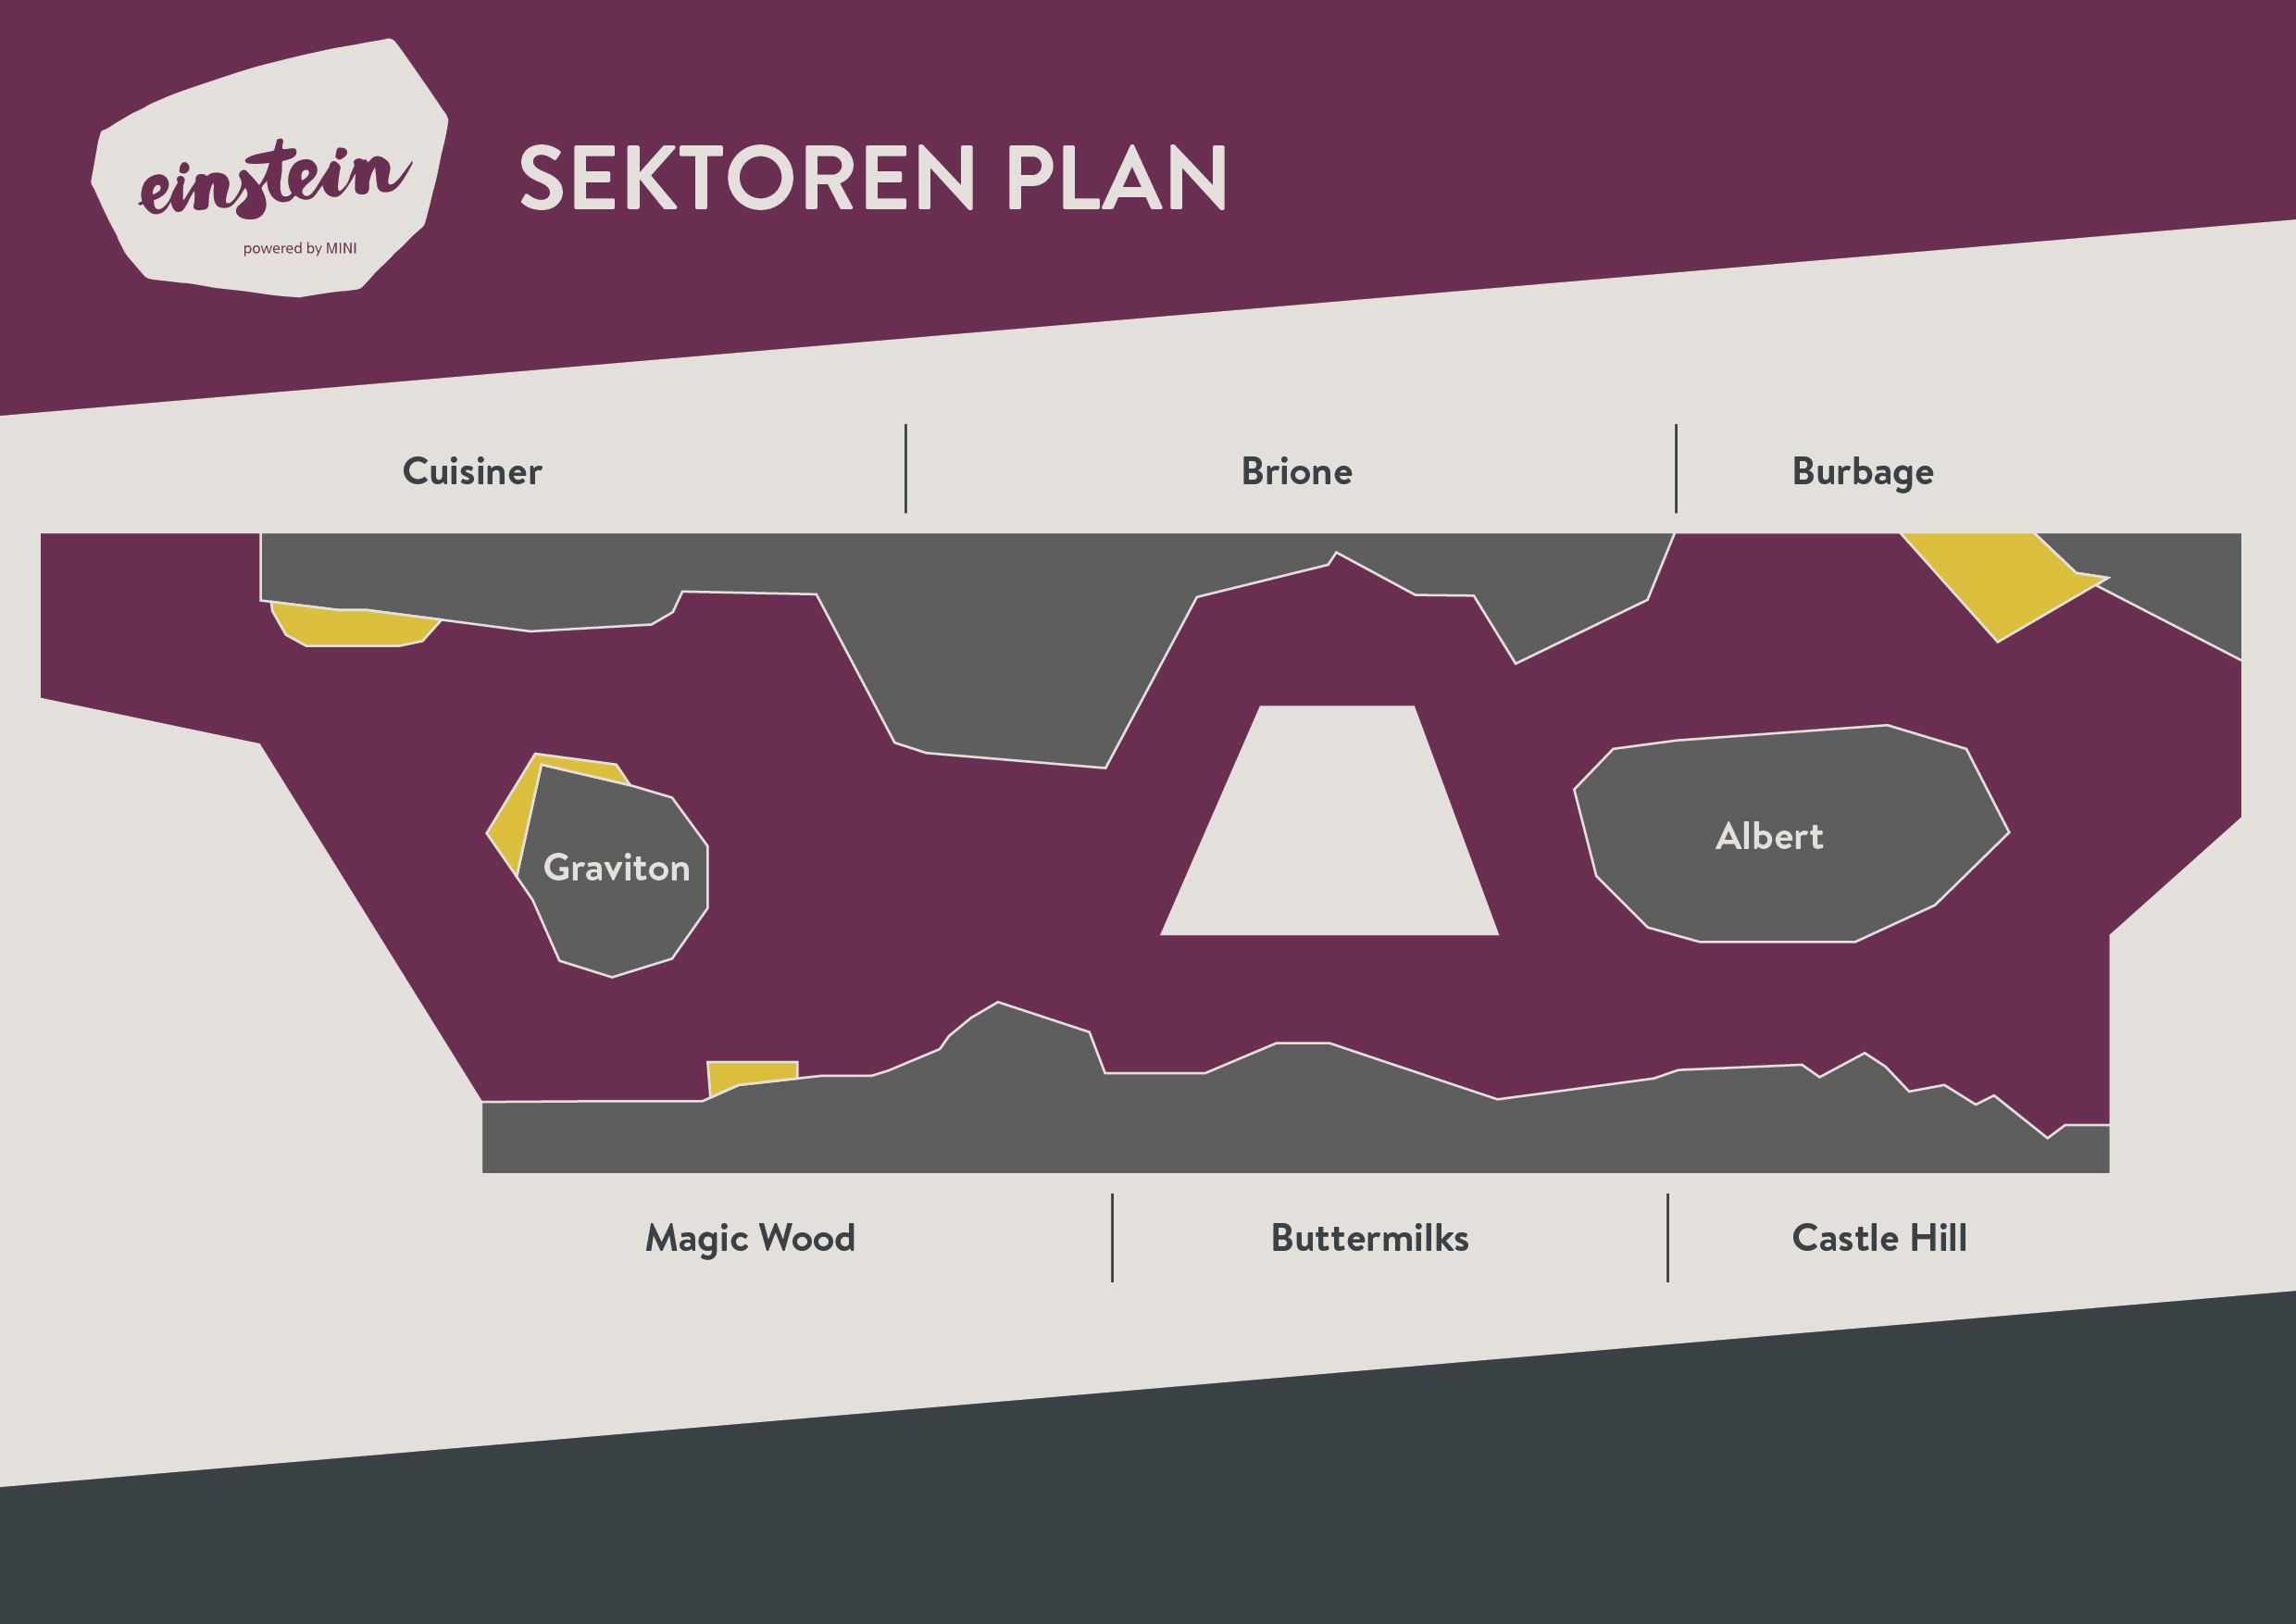 einstein
powered by MINI
SEKTOREN PLAN
Cuisiner
Brione
Burbage
Graviton
Albert
Magic Wood
Buttermilks
Castle Hill